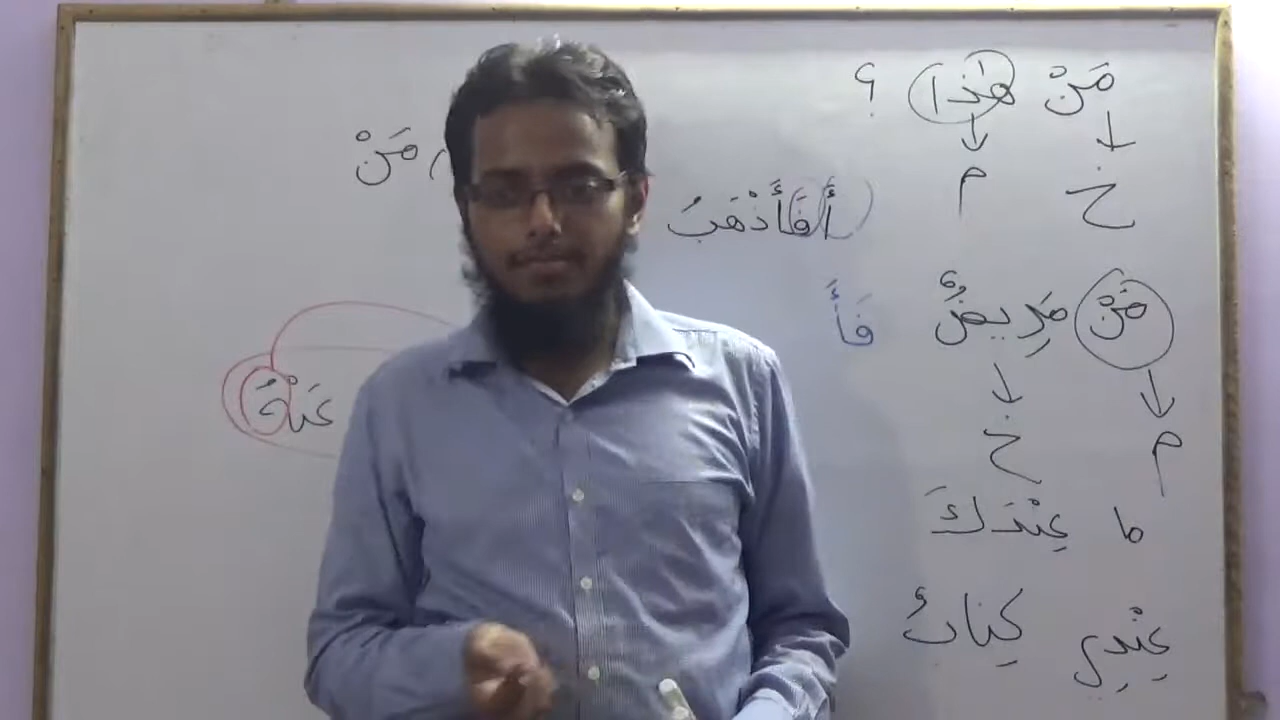 مَنْ هٰذَا ؟
خ م
مَنْ
أَفَأَذْهَبُ
مَنْ مَرِيضٌ
فَأَ
م خ
مَا عِنْدَكَ
عِنْدِي كِتَابٌ